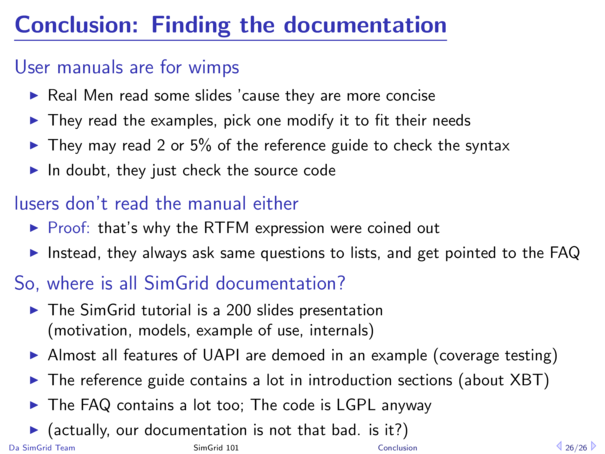 Conclusion: Finding the documentation
User manuals are for wimps
▶ Real Men read some slides 'cause they are more concise
▶ They read the examples, pick one modify it to fit their needs
▶ They may read 2 or 5% of the reference guide to check the syntax
▶ In doubt, they just check the source code
lusers don't read the manual either
▶ Proof: that's why the RTFM expression were coined out
▶ Instead, they always ask same questions to lists, and get pointed to the FAQ
So, where is all SimGrid documentation?
▶ The SimGrid tutorial is a 200 slides presentation
(motivation, models, example of use, internals)
▶ Almost all features of UAPI are demoed in an example (coverage testing)
▶ The reference guide contains a lot in introduction sections (about XBT)
▶ The FAQ contains a lot too; The code is LGPL anyway
▶ (actually, our documentation is not that bad. is it?)
Da SimGrid Team SimGrid 101 Conclusion 26/26